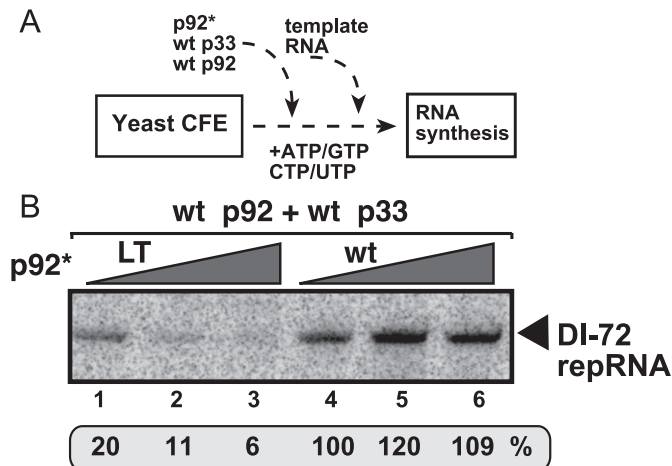 A
p92*
wt p33
wt p92
template
RNA
Yeast CFE
+ATP/GTP
CTP/UTP
RNA
synthesis
B
wt p92 + wt p33
p92*
LT
wt
DI-72
repRNA
1 2 3 4 5 6
20 11 6 100 120 109 %